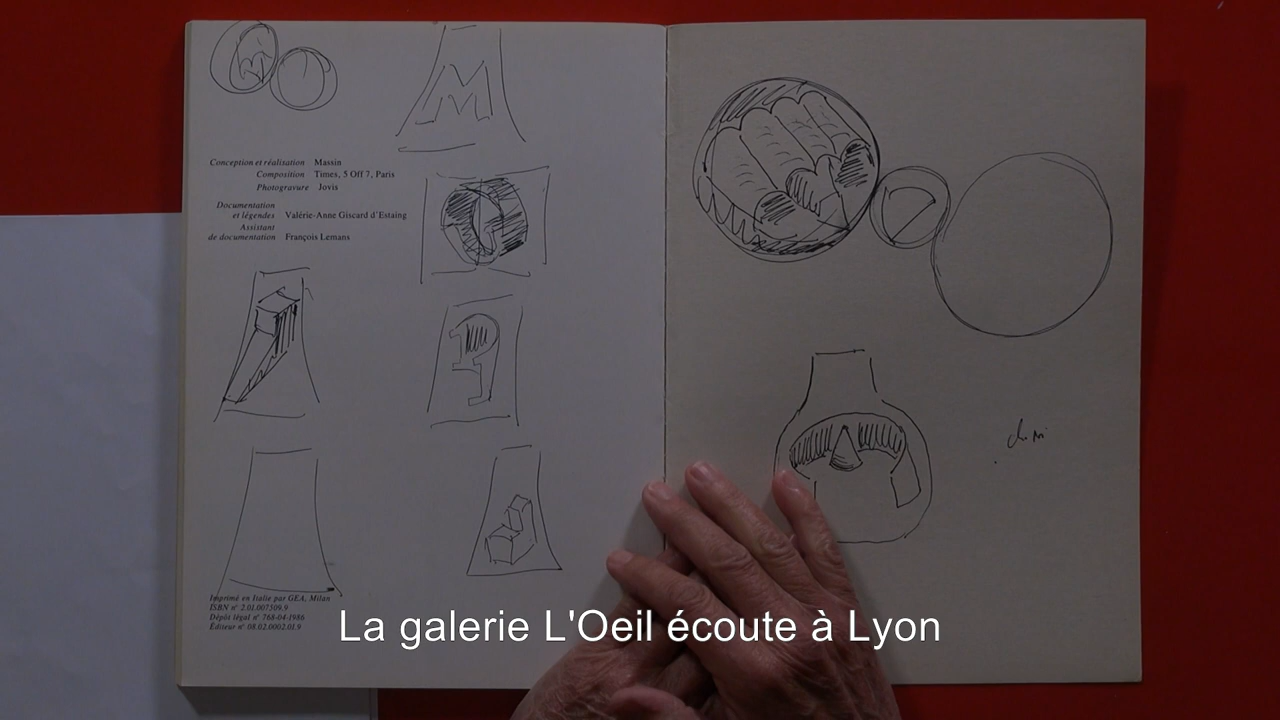 M
M
Conception et réalisation Massin
Composition Times, 5 Off 7, Paris
Photogravure Jovis
Documentation
et légendes Valérie-Anne Giscard d'Estaing
Assistant
de documentation François Lemans
Imprimé en Italie par GEA, Milan
ISBN n° 2.01.007509.9
Dépôt légal n° 768-04-1986
Éditeur n° 08.02.0002.01.9
La galerie L'Oeil écoute à Lyon